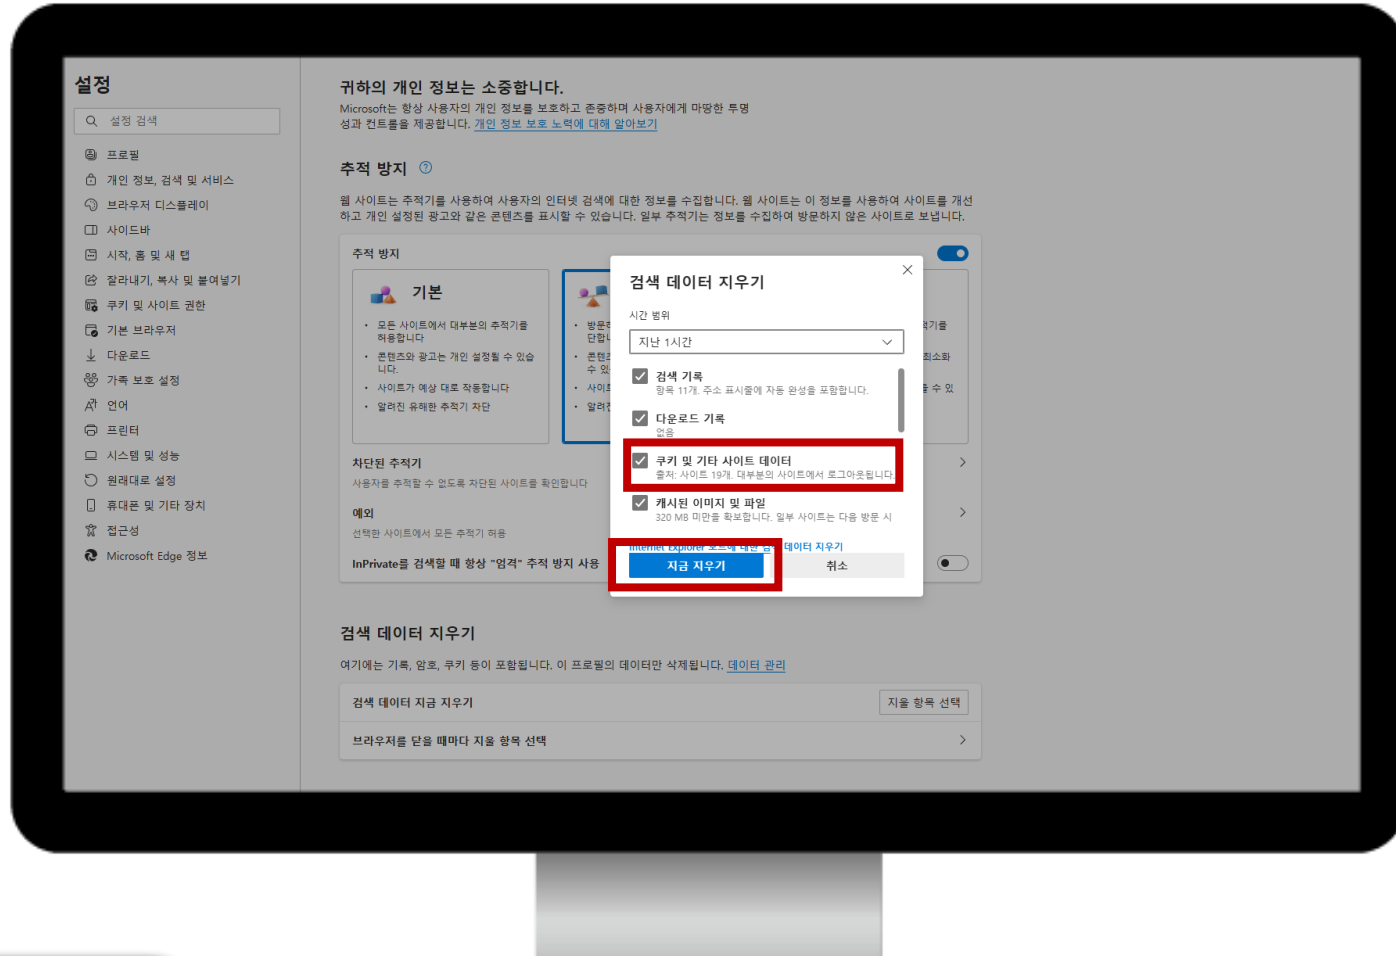 설정
설정 검색
프로필
개인 정보, 검색 및 서비스
브라우저 디스플레이
사이드바
시작, 홈 및 새 탭
잘라내기, 복사 및 붙여넣기
쿠키 및 사이트 권한
기본 브라우저
다운로드
가족 보호 설정
언어
프린터
시스템 및 성능
원래대로 설정
휴대폰 및 기타 장치
접근성
Microsoft Edge 정보
귀하의 개인 정보는 소중합니다.
Microsoft는 항상 사용자의 개인 정보를 보호하고 존중하며 사용자에게 마땅한 투명
성과 컨트롤을 제공합니다. 개인 정보 보호 노력에 대해 알아보기
추적 방지
웹 사이트는 추적기를 사용하여 사용자의 인터넷 검색에 대한 정보를 수집합니다. 웹 사이트는 이 정보를 사용하여 사이트를 개선
하고 개인 설정된 광고와 같은 콘텐츠를 표시할 수 있습니다. 일부 추적기는 정보를 수집하여 방문하지 않은 사이트로 보냅니다.
추적 방지
기본
• 모든 사이트에서 대부분의 추적기를
허용합니다
• 콘텐츠와 광고는 개인 설정될 수 있습
니다.
• 사이트가 예상 대로 작동합니다
• 알려진 유해한 추적기 차단
차단된 추적기
사용자를 추적할 수 없도록 차단된 사이트를 확인합니다
예외
선택한 사이트에서 모든 추적기 허용
InPrivate를 검색할 때 항상 "엄격" 추적 방지 사용
검색 데이터 지우기
시간 범위
지난 1시간
검색 기록
항목 11개. 주소 표시줄에 자동 완성을 포함합니다.
다운로드 기록
없음
쿠키 및 기타 사이트 데이터
출처: 사이트 19개. 대부분의 사이트에서 로그아웃됩니다.
캐시된 이미지 및 파일
320 MB 미만을 확보합니다. 일부 사이트는 다음 방문 시
Internet Explorer 모드에 대한 검색 데이터 지우기
지금 지우기
취소
검색 데이터 지우기
여기에는 기록, 암호, 쿠키 등이 포함됩니다. 이 프로필의 데이터만 삭제됩니다. 데이터 관리
검색 데이터 지금 지우기
지울 항목 선택
브라우저를 닫을 때마다 지울 항목 선택